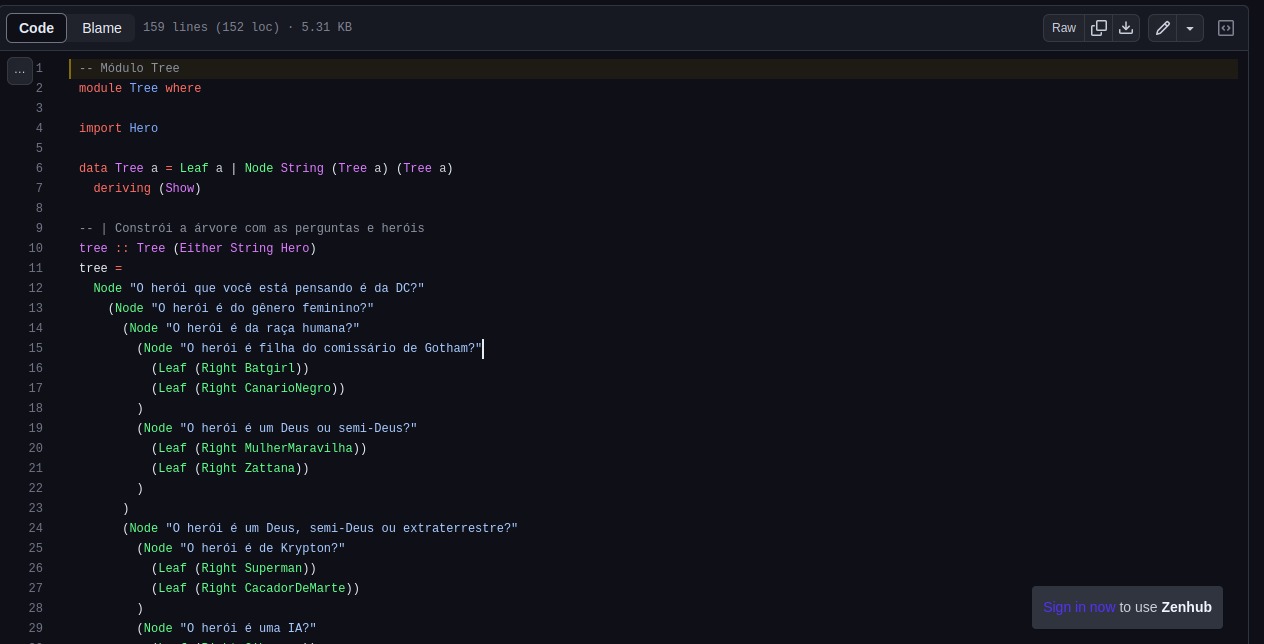 Code Blame 159 lines (152 loc) · 5.31 KB Raw
... 1 -- Módulo Tree
2 module Tree where
3
4 import Hero
5
6 data Tree a = Leaf a | Node String (Tree a) (Tree a)
7   deriving (Show)
8
9 -- | Constrói a árvore com as perguntas e heróis
10 tree :: Tree (Either String Hero)
11 tree =
12   Node "O herói que você está pensando é da DC?"
13     (Node "O herói é do gênero feminino?"
14       (Node "O herói é da raça humana?"
15         (Node "O herói é filha do comissário de Gotham?"
16           (Leaf (Right Batgirl))
17           (Leaf (Right CanarioNegro))
18         )
19         (Node "O herói é um Deus ou semi-Deus?"
20           (Leaf (Right MulherMaravilha))
21           (Leaf (Right Zattana))
22         )
23       )
24       (Node "O herói é um Deus, semi-Deus ou extraterrestre?"
25         (Node "O herói é de Krypton?"
26           (Leaf (Right Superman))
27           (Leaf (Right CacadorDeMarte))
28         )
29         (Node "O herói é uma IA?"
Sign in now to use Zenhub